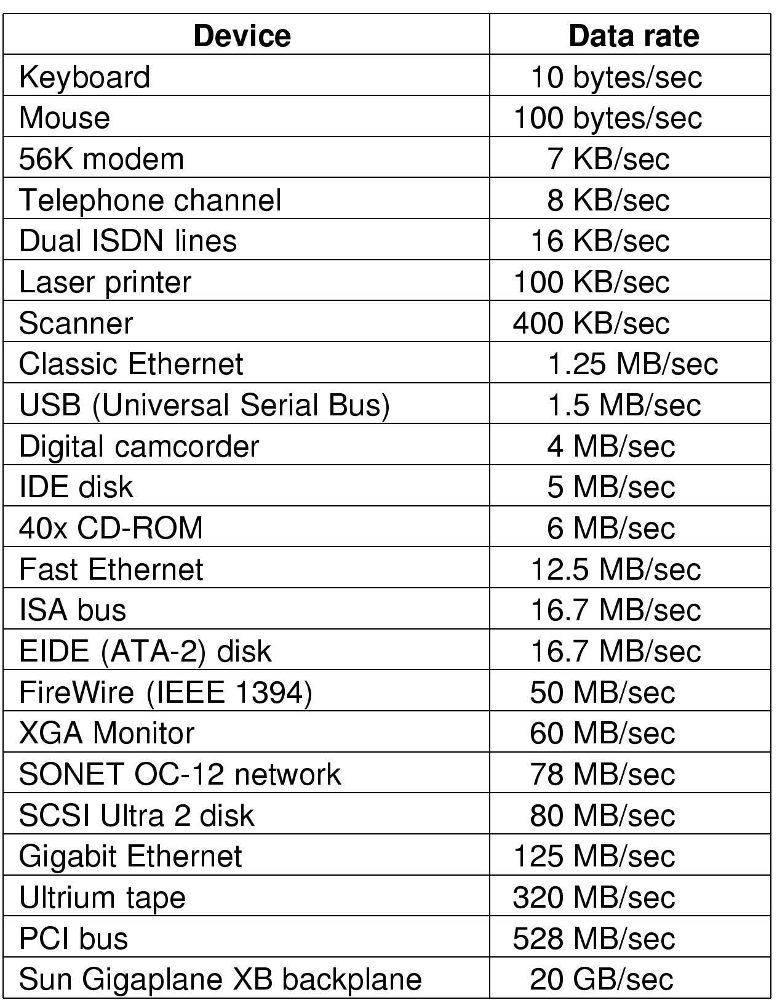 Device Data rate
Keyboard 10 bytes/sec
Mouse 100 bytes/sec
56K modem 7 KB/sec
Telephone channel 8 KB/sec
Dual ISDN lines 16 KB/sec
Laser printer 100 KB/sec
Scanner 400 KB/sec
Classic Ethernet 1.25 MB/sec
USB (Universal Serial Bus) 1.5 MB/sec
Digital camcorder 4 MB/sec
IDE disk 5 MB/sec
40x CD-ROM 6 MB/sec
Fast Ethernet 12.5 MB/sec
ISA bus 16.7 MB/sec
EIDE (ATA-2) disk 16.7 MB/sec
FireWire (IEEE 1394) 50 MB/sec
XGA Monitor 60 MB/sec
SONET OC-12 network 78 MB/sec
SCSI Ultra 2 disk 80 MB/sec
Gigabit Ethernet 125 MB/sec
Ultrium tape 320 MB/sec
PCI bus 528 MB/sec
Sun Gigaplane XB backplane 20 GB/sec